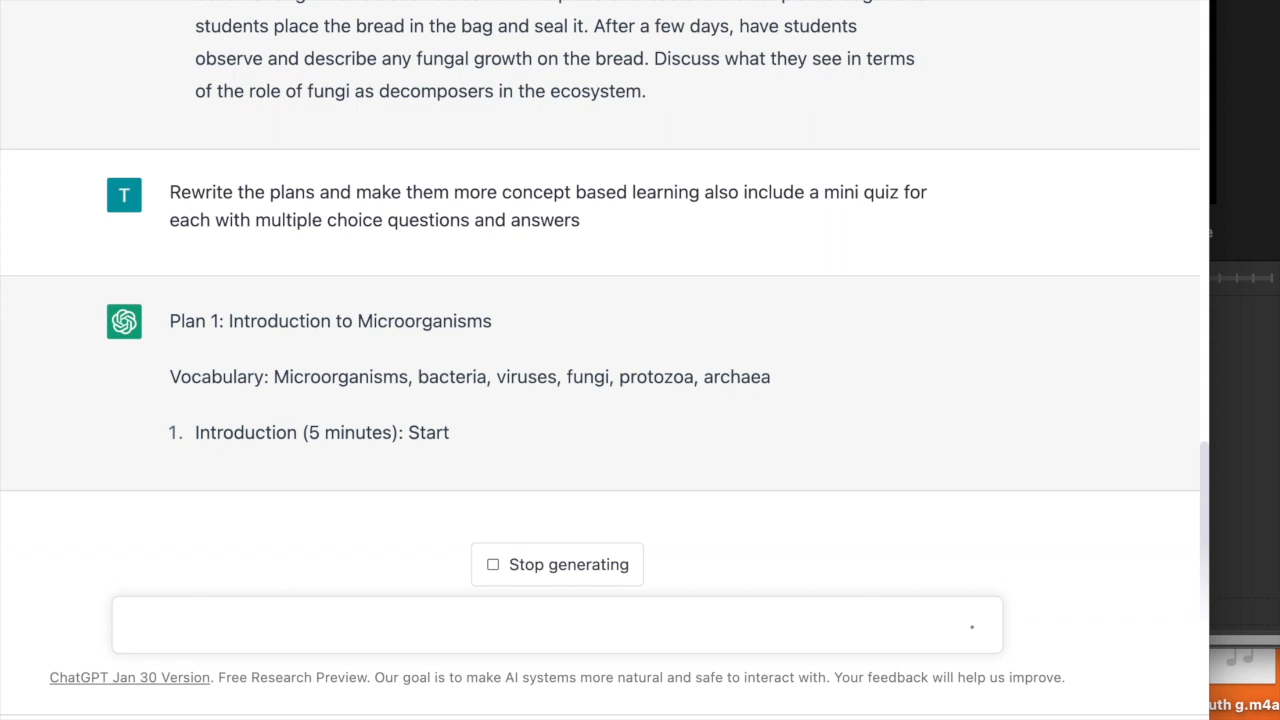 students place the bread in the bag and seal it. After a few days, have students
observe and describe any fungal growth on the bread. Discuss what they see in terms
of the role of fungi as decomposers in the ecosystem.
T
Rewrite the plans and make them more concept based learning also include a mini quiz for
each with multiple choice questions and answers
Plan 1: Introduction to Microorganisms
Vocabulary: Microorganisms, bacteria, viruses, fungi, protozoa, archaea
1. Introduction (5 minutes): Start
Stop generating
ChatGPT Jan 30 Version. Free Research Preview. Our goal is to make AI systems more natural and safe to interact with. Your feedback will help us improve.
uth g.m4a